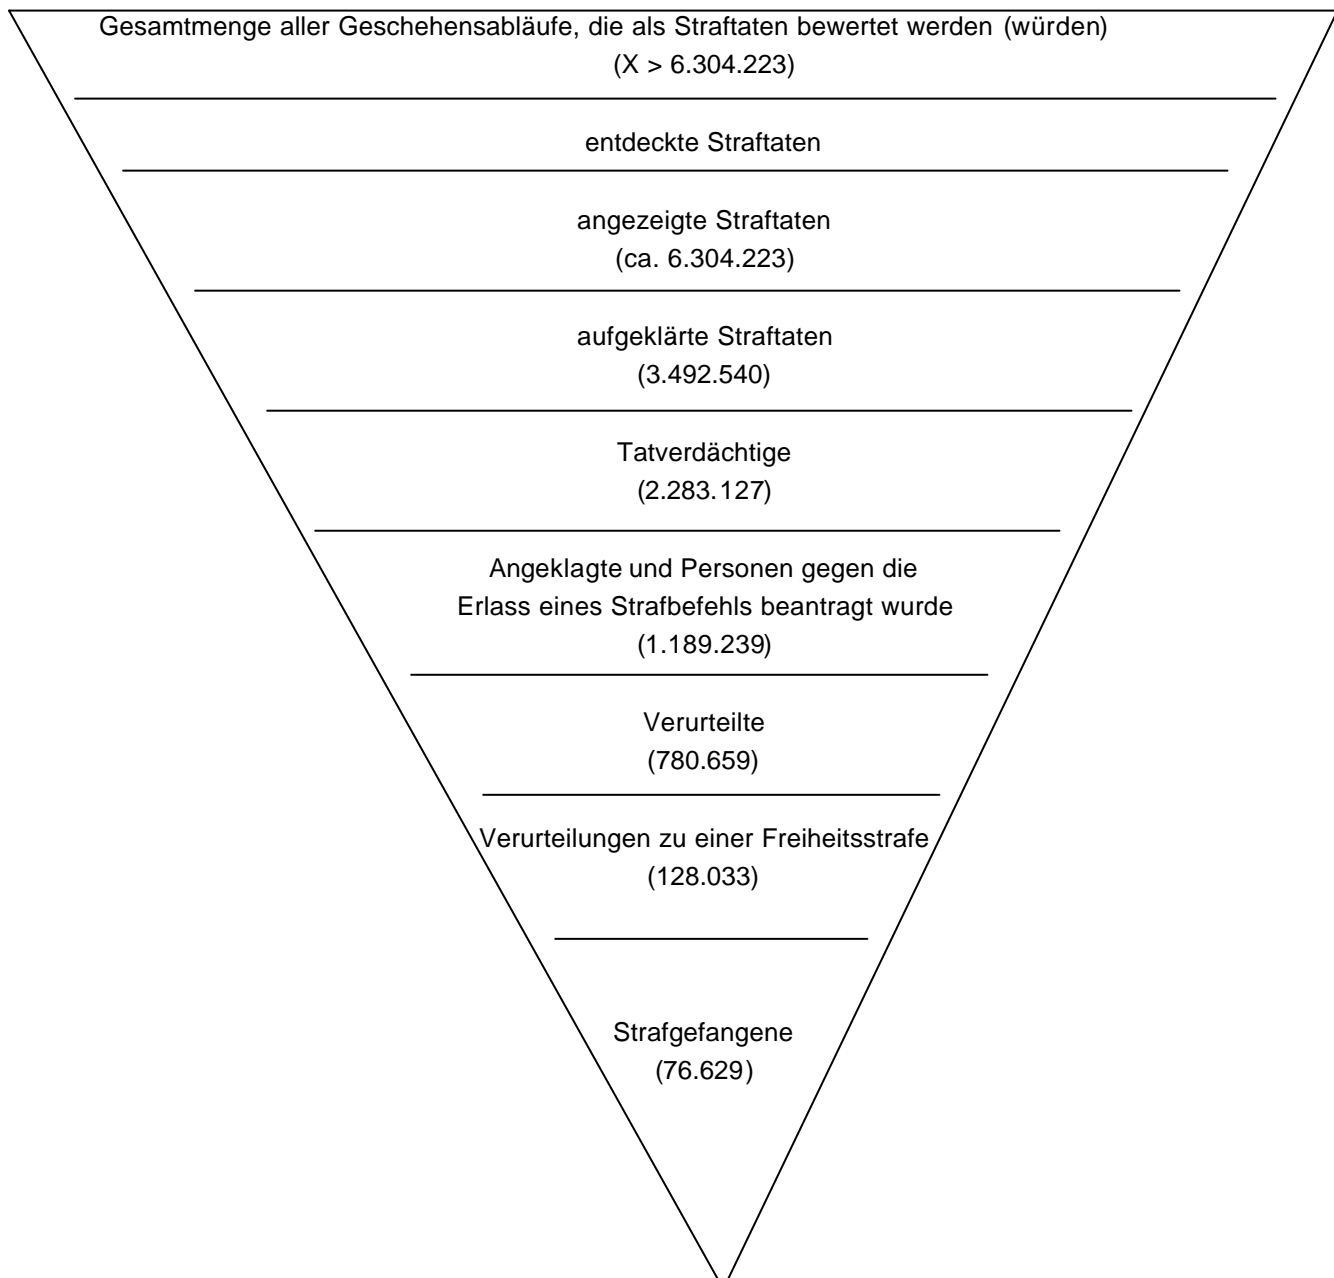 Gesamtmenge aller Geschehensabläufe, die als Straftaten bewertet werden (würden)
(X > 6.304.223)
entdeckte Straftaten
angezeigte Straftaten
(ca. 6.304.223)
aufgeklärte Straftaten
(3.492.540)
Tatverdächtige
(2.283.127)
Angeklagte und Personen gegen die
Erlass eines Strafbefehls beantragt wurde
(1.189.239)
Verurteilte
(780.659)
Verurteilungen zu einer Freiheitsstrafe
(128.033)
Strafgefangene
(76.629)